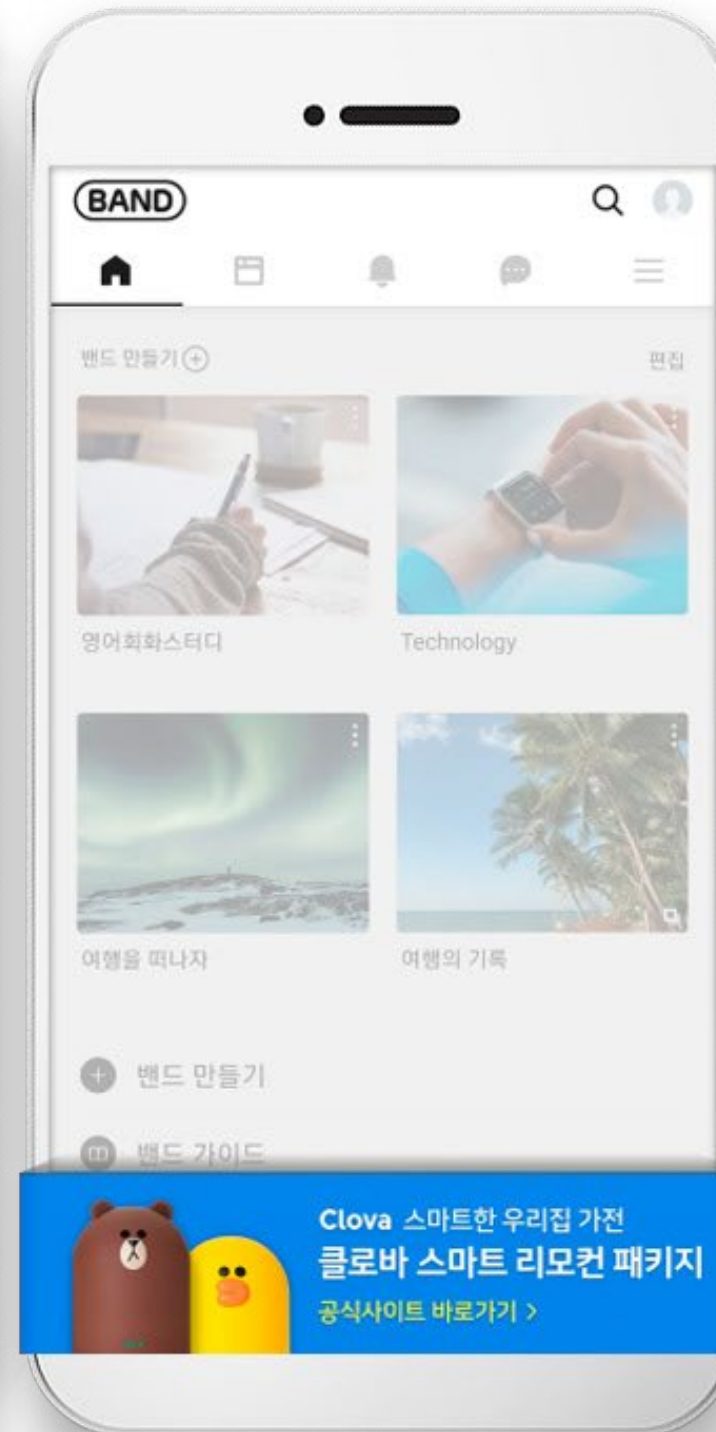 BAND
밴드 만들기
편집
영어회화스터디
Technology
여행을 떠나자
여행의 기록
밴드 만들기
밴드 가이드
Clova 스마트한 우리집 가전
클로바 스마트 리모컨 패키지
공식사이트 바로가기 >